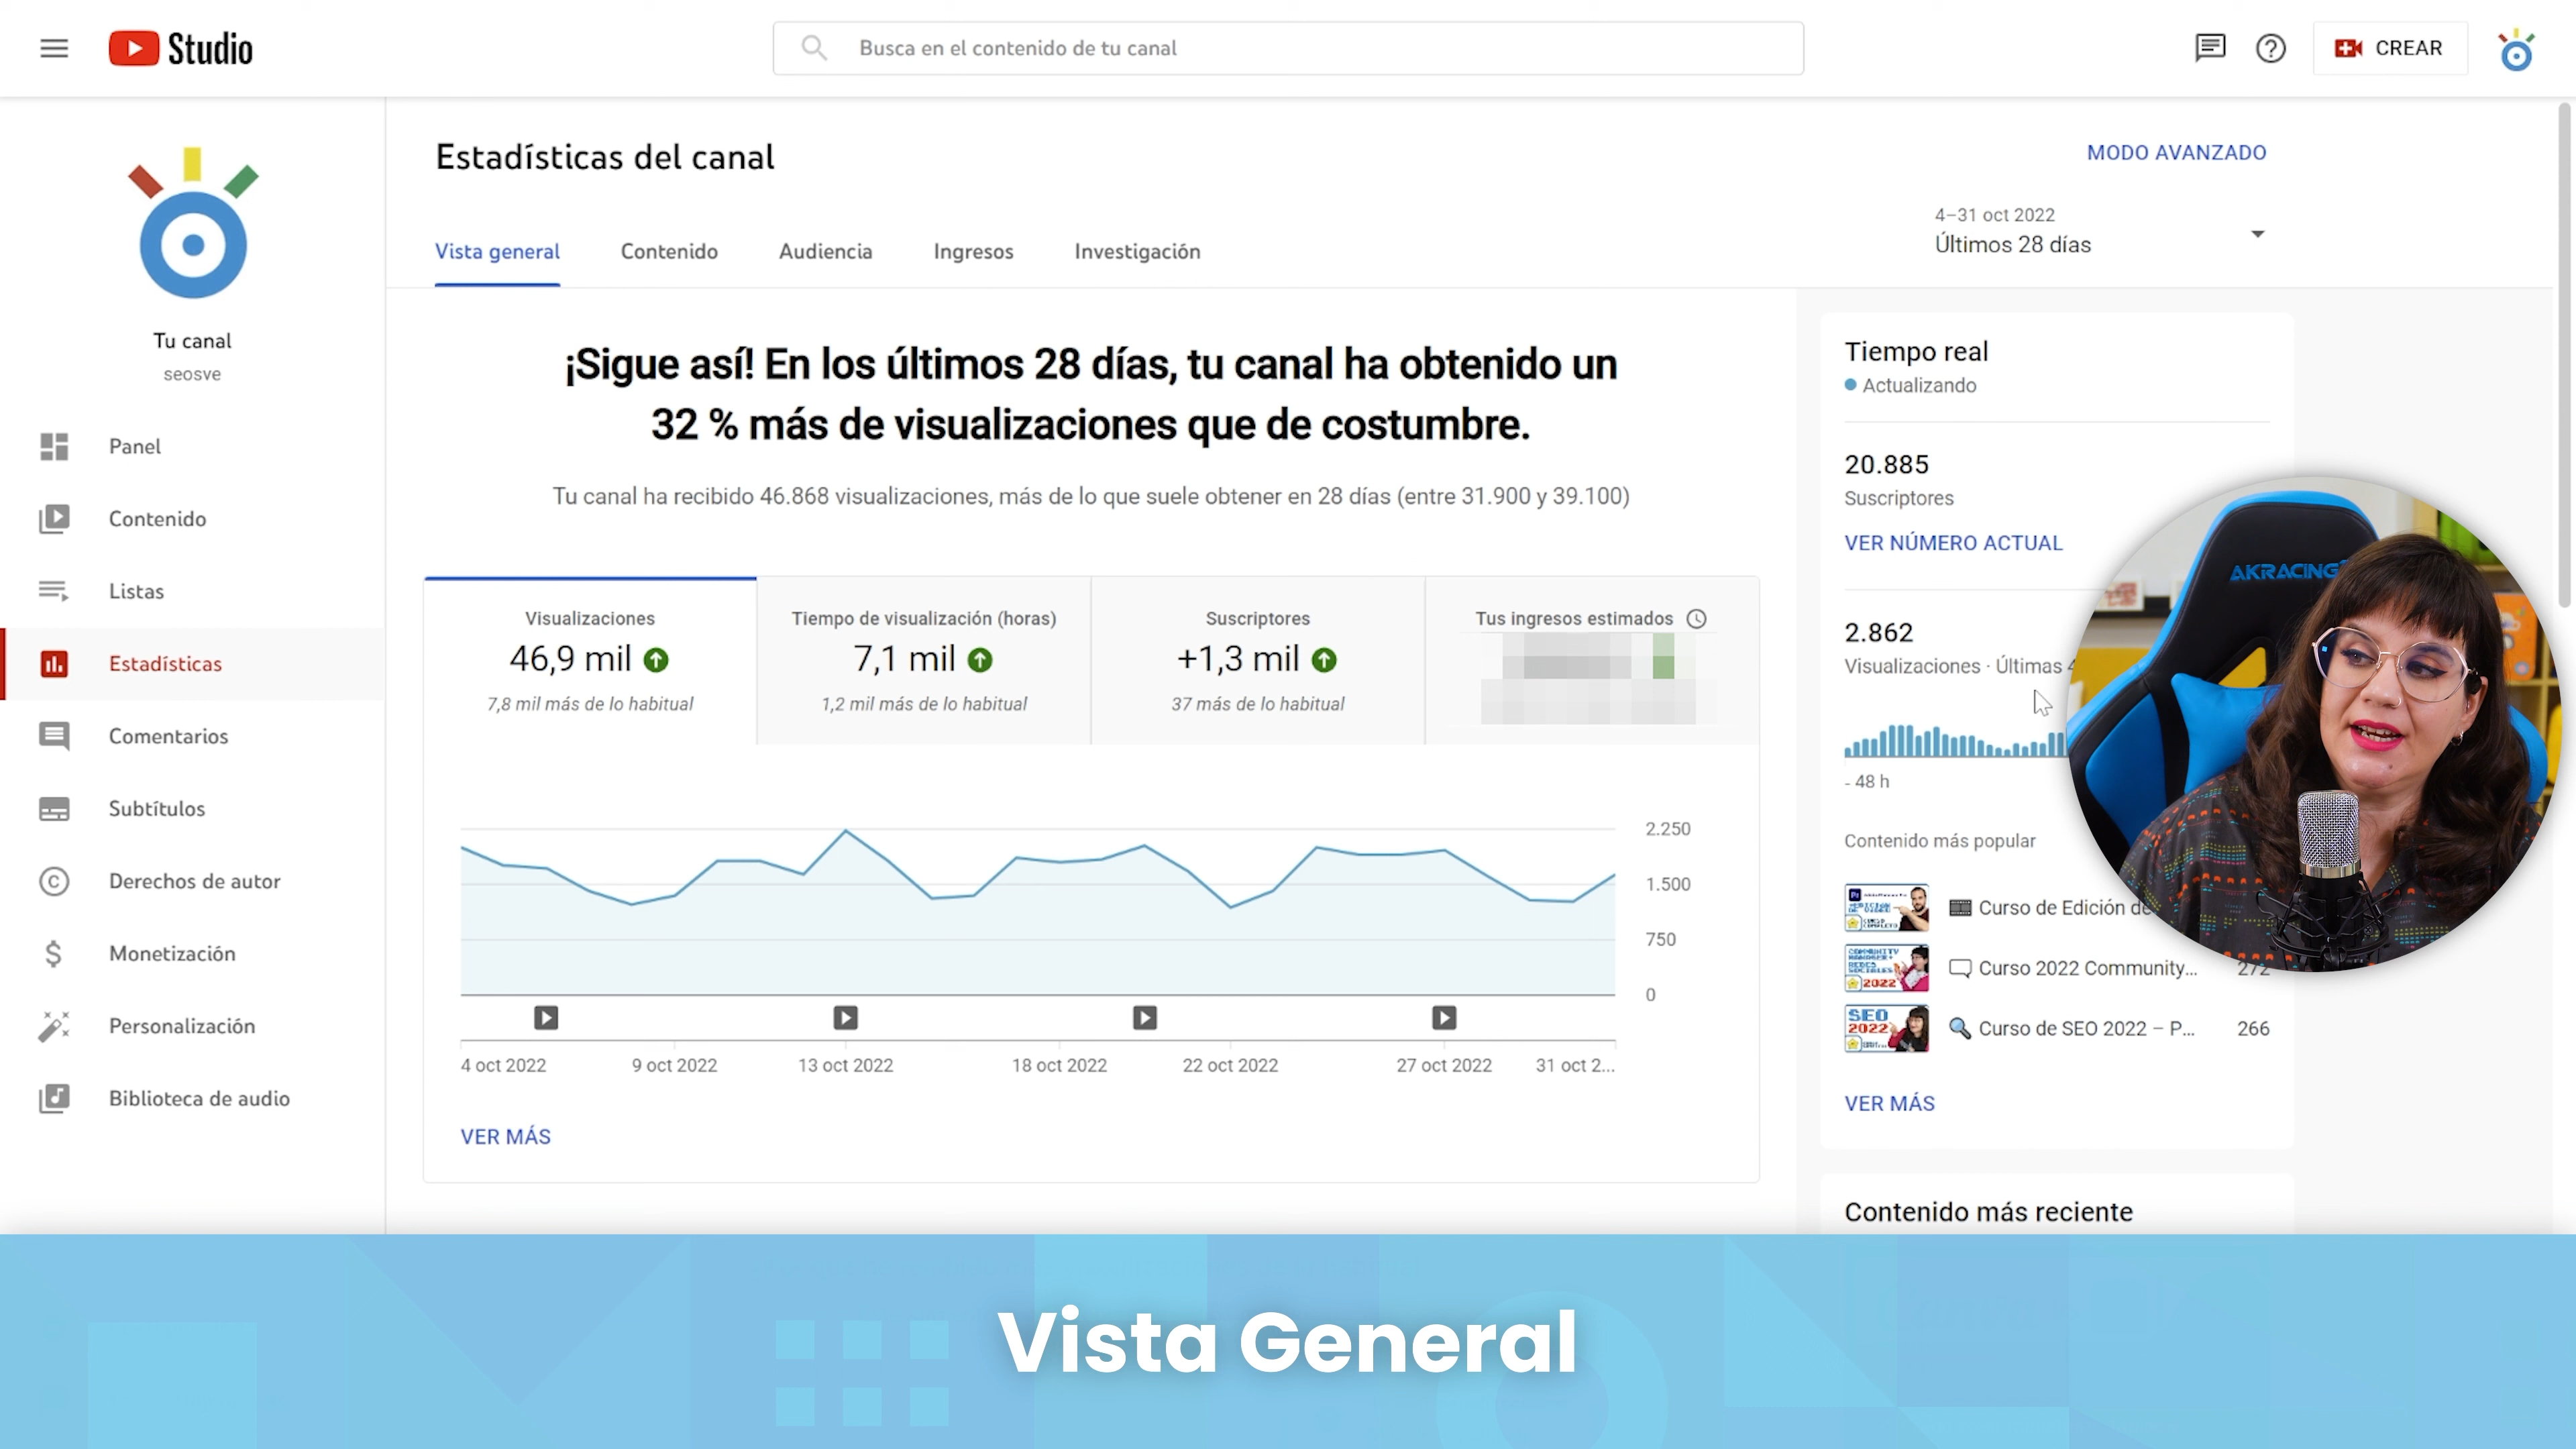 Studio
Busca en el contenido de tu canal
CREAR
Tu canal
seosve
Panel
Contenido
Listas
Estadísticas
Comentarios
Subtítulos
Derechos de autor
Monetización
Personalización
Biblioteca de audio
Estadísticas del canal
MODO AVANZADO
4–31 oct 2022
Últimos 28 días
Vista general
Contenido
Audiencia
Ingresos
Investigación
¡Sigue así! En los últimos 28 días, tu canal ha obtenido un
32 % más de visualizaciones que de costumbre.
Tu canal ha recibido 46.868 visualizaciones, más de lo que suele obtener en 28 días (entre 31.900 y 39.100)
Visualizaciones
46,9 mil
7,8 mil más de lo habitual
Tiempo de visualización (horas)
7,1 mil
1,2 mil más de lo habitual
Suscriptores
+1,3 mil
37 más de lo habitual
Tus ingresos estimados
2.250
1.500
750
0
4 oct 2022
9 oct 2022
13 oct 2022
18 oct 2022
22 oct 2022
27 oct 2022
31 oct 2...
VER MÁS
Tiempo real
Actualizando
20.885
Suscriptores
VER NÚMERO ACTUAL
2.862
Visualizaciones · Últimas
- 48 h
Contenido más popular
Curso de Edición de
COMMUNITY
MANAGER+
REDES
SOCIALES
2022
Curso 2022 Community...
272
SEO
2022
Curso de SEO 2022 – P...
266
VER MÁS
Contenido más reciente
AKRACING
Vista General